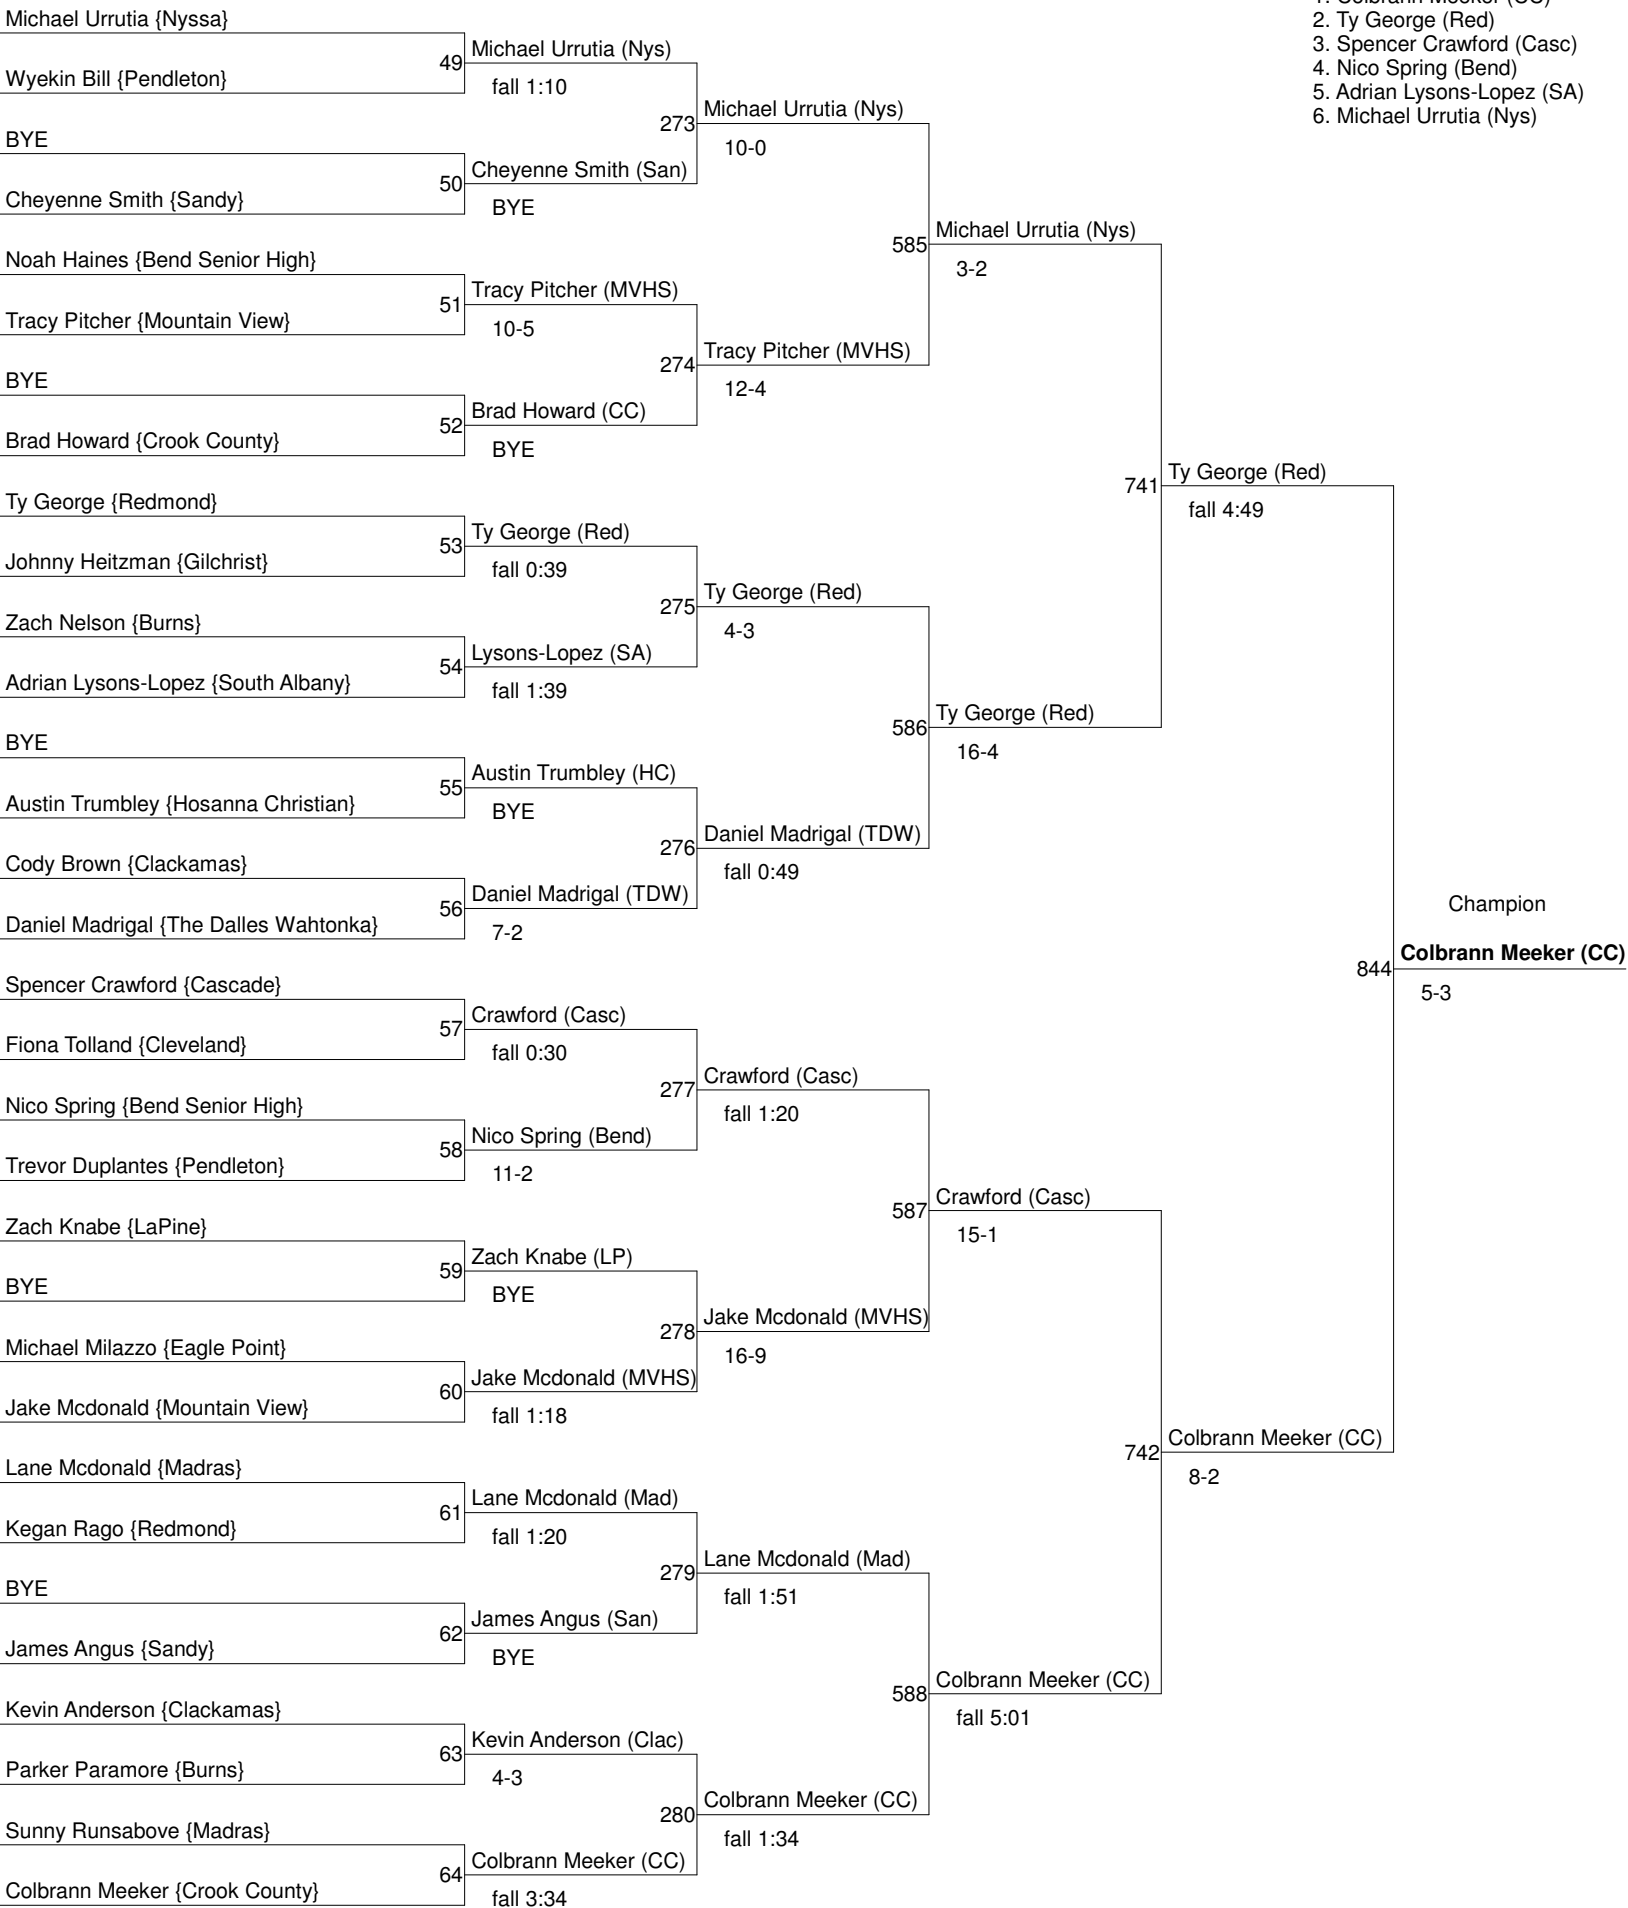 Michael Urrutia {Nyssa}
Wyekin Bill {Pendleton}
BYE
Cheyenne Smith {Sandy}
Noah Haines {Bend Senior High}
Tracy Pitcher {Mountain View}
BYE
Brad Howard {Crook County}
Ty George {Redmond}
Johnny Heitzman {Gilchrist}
Zach Nelson {Burns}
Adrian Lysons-Lopez {South Albany}
BYE
Austin Trumbley {Hosanna Christian}
Cody Brown {Clackamas}
Daniel Madrigal {The Dalles Wahtonka}
Spencer Crawford {Cascade}
Fiona Tolland {Cleveland}
Nico Spring {Bend Senior High}
Trevor Duplantes {Pendleton}
Zach Knabe {LaPine}
BYE
Michael Milazzo {Eagle Point}
Jake Mcdonald {Mountain View}
Lane Mcdonald {Madras}
Kegan Rago {Redmond}
BYE
James Angus {Sandy}
Kevin Anderson {Clackamas}
Parker Paramore {Burns}
Sunny Runsabove {Madras}
Colbrann Meeker {Crook County}
49 Michael Urrutia (Nys)
fall 1:10
50 Cheyenne Smith (San)
BYE
51 Tracy Pitcher (MVHS)
10-5
52 Brad Howard (CC)
BYE
53 Ty George (Red)
fall 0:39
54 Lysons-Lopez (SA)
fall 1:39
55 Austin Trumbley (HC)
BYE
56 Daniel Madrigal (TDW)
7-2
57 Crawford (Casc)
fall 0:30
58 Nico Spring (Bend)
11-2
59 Zach Knabe (LP)
BYE
60 Jake Mcdonald (MVHS)
fall 1:18
61 Lane Mcdonald (Mad)
fall 1:20
62 James Angus (San)
BYE
63 Kevin Anderson (Clac)
4-3
64 Colbrann Meeker (CC)
fall 3:34
273 Michael Urrutia (Nys)
10-0
274 Tracy Pitcher (MVHS)
12-4
275 Ty George (Red)
4-3
276 Daniel Madrigal (TDW)
fall 0:49
277 Crawford (Casc)
fall 1:20
278 Jake Mcdonald (MVHS)
16-9
279 Lane Mcdonald (Mad)
fall 1:51
280 Colbrann Meeker (CC)
fall 1:34
585 Michael Urrutia (Nys)
3-2
586 Ty George (Red)
16-4
587 Crawford (Casc)
15-1
588 Colbrann Meeker (CC)
fall 5:01
741 Ty George (Red)
fall 4:49
742 Colbrann Meeker (CC)
8-2
Champion
844 Colbrann Meeker (CC)
5-3
1. Colbrann Meeker (CC)
2. Ty George (Red)
3. Spencer Crawford (Casc)
4. Nico Spring (Bend)
5. Adrian Lysons-Lopez (SA)
6. Michael Urrutia (Nys)